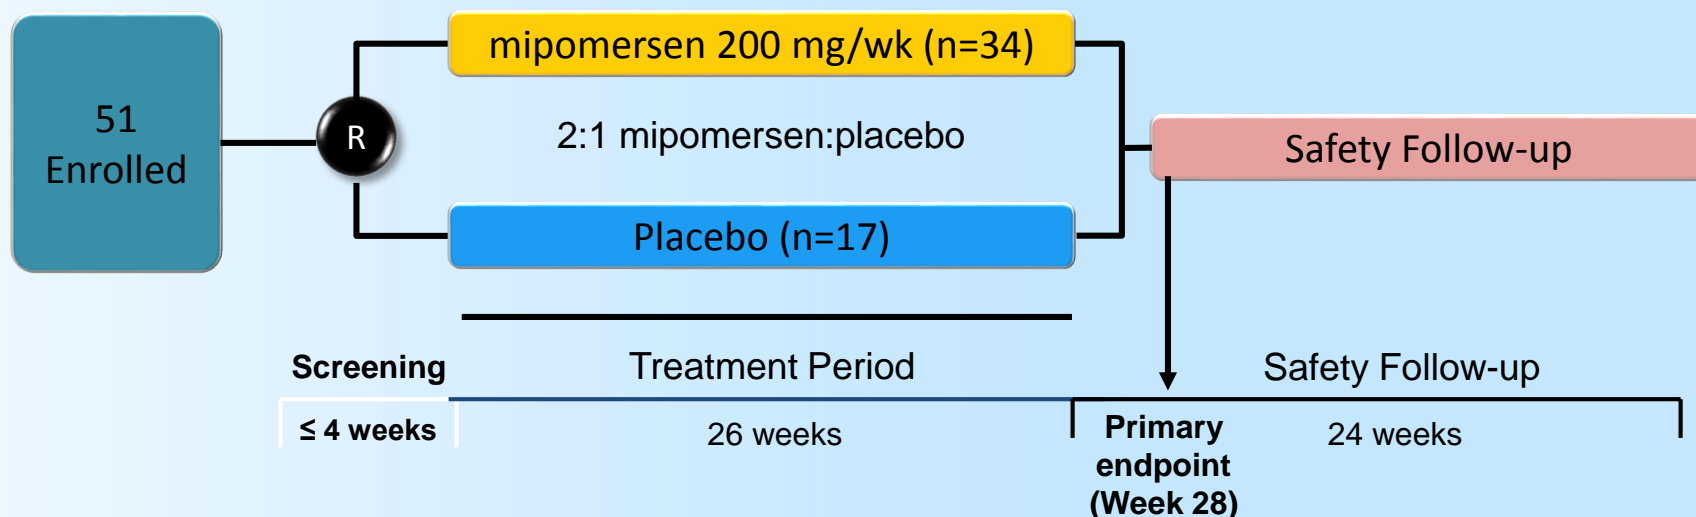 51
Enrolled
R
mipomersen 200 mg/wk (n=34)
2:1 mipomersen:placebo
Placebo (n=17)
Safety Follow-up
Screening
Treatment Period
Safety Follow-up
≤ 4 weeks
26 weeks
Primary
endpoint
(Week 28)
24 weeks